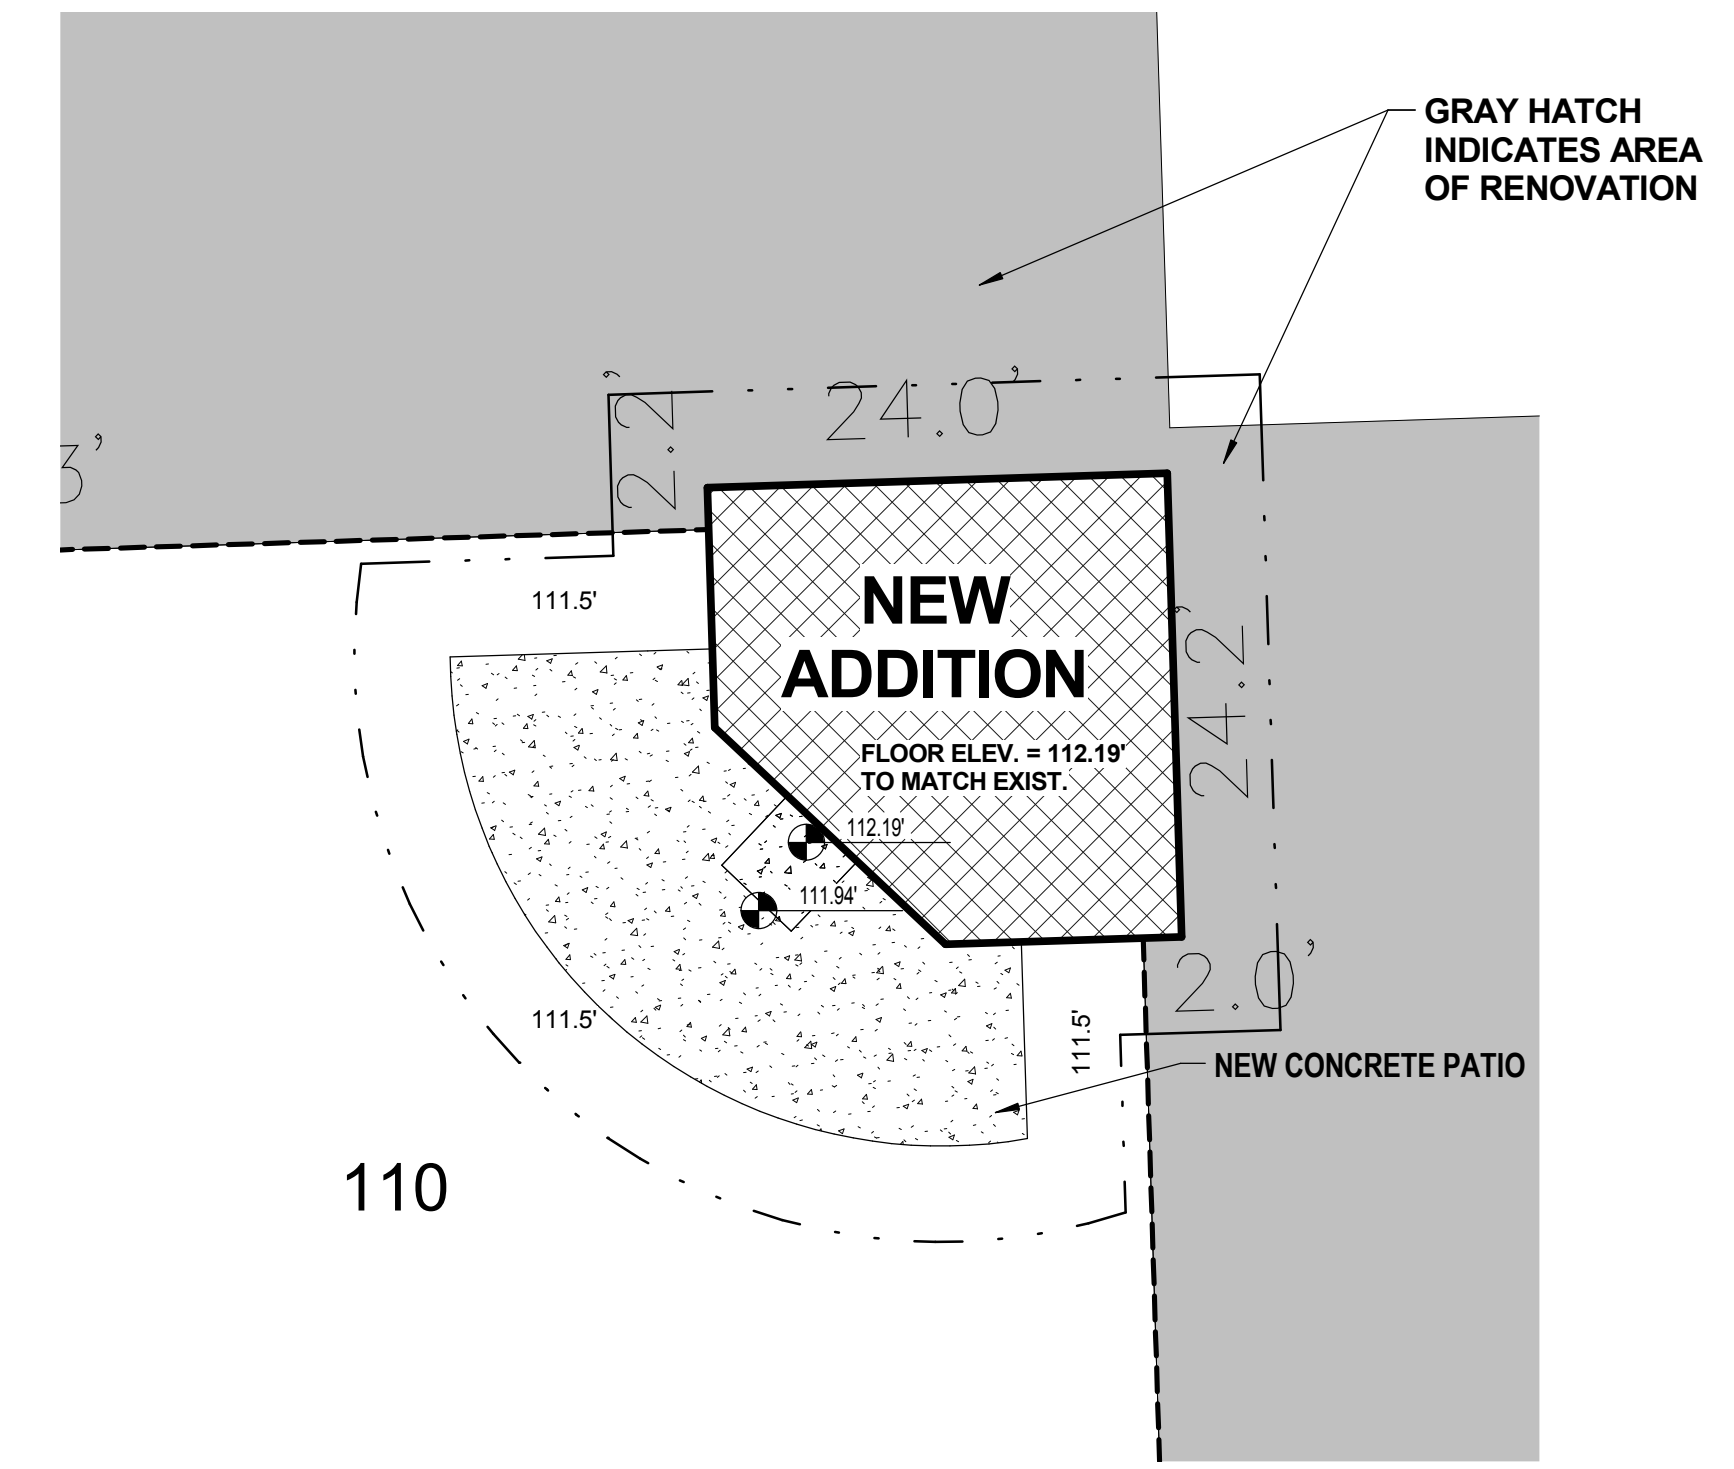 GRAY HATCH
INDICATES AREA
OF RENOVATION
2.2'
24.0'
3'
111.5'
NEW
ADDITION
24.2'
FLOOR ELEV. = 112.19'
TO MATCH EXIST.
112.19'
111.94'
2.0'
111.5'
111.5'
NEW CONCRETE PATIO
110